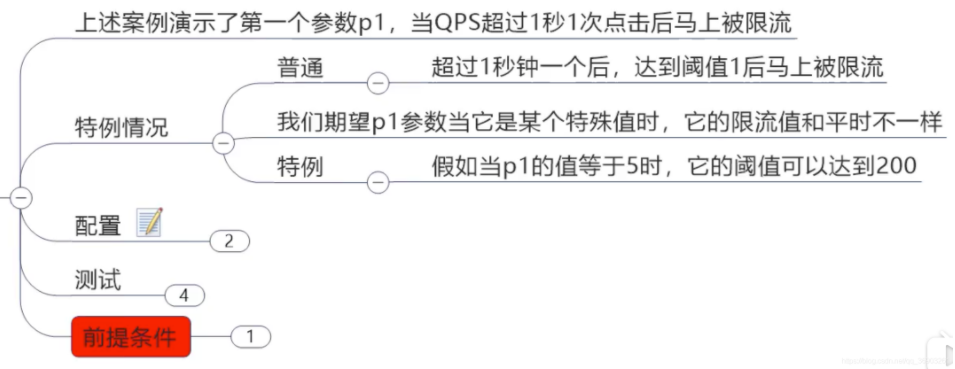 上述案例演示了第一个参数p1，当QPS超过1秒1次点击后马上被限流
普通
超过1秒钟一个后，达到阈值1后马上被限流
特例情况
我们期望p1参数当它是某个特殊值时，它的限流值和平时不一样
特例
假如当p1的值等于5时，它的阈值可以达到200
配置
2
测试
4
前提条件
1